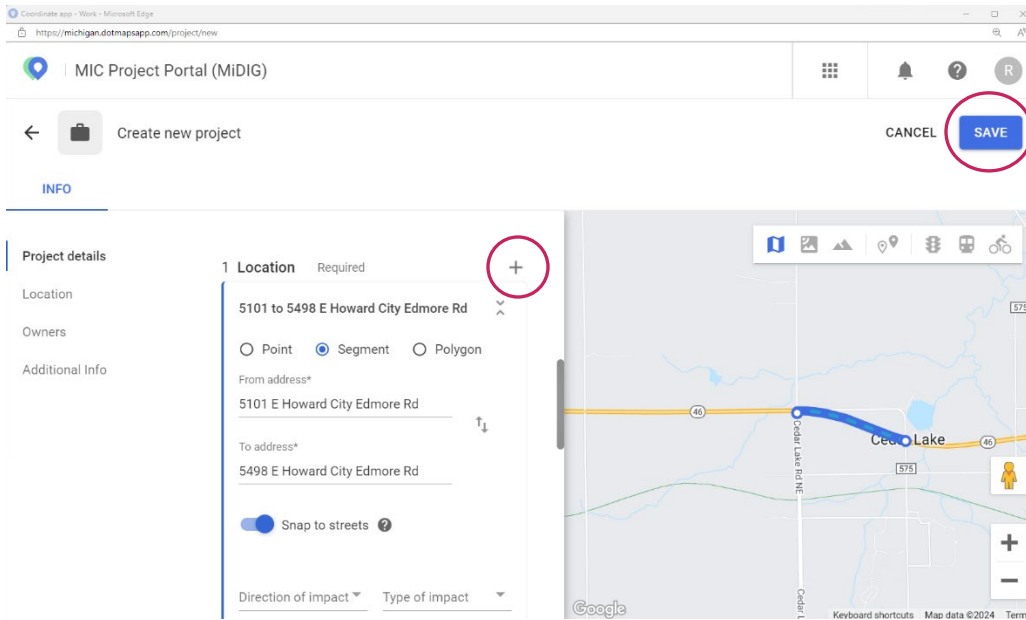 Coordinate app - Work - Microsoft Edge
https://michigan.dotmapsapp.com/project/new
MIC Project Portal (MiDIG)
R
Create new project
CANCEL
SAVE
INFO
Project details
Location
Owners
Additional Info
1 Location Required
5101 to 5498 E Howard City Edmore Rd
Point Segment Polygon
From address*
5101 E Howard City Edmore Rd
To address*
5498 E Howard City Edmore Rd
Snap to streets
Direction of impact Type of impact
575
46
Cedar Lake
46
575
Cedar Lake Rd NE
Cedar L
Google
Keyboard shortcuts Map data ©2024 Term